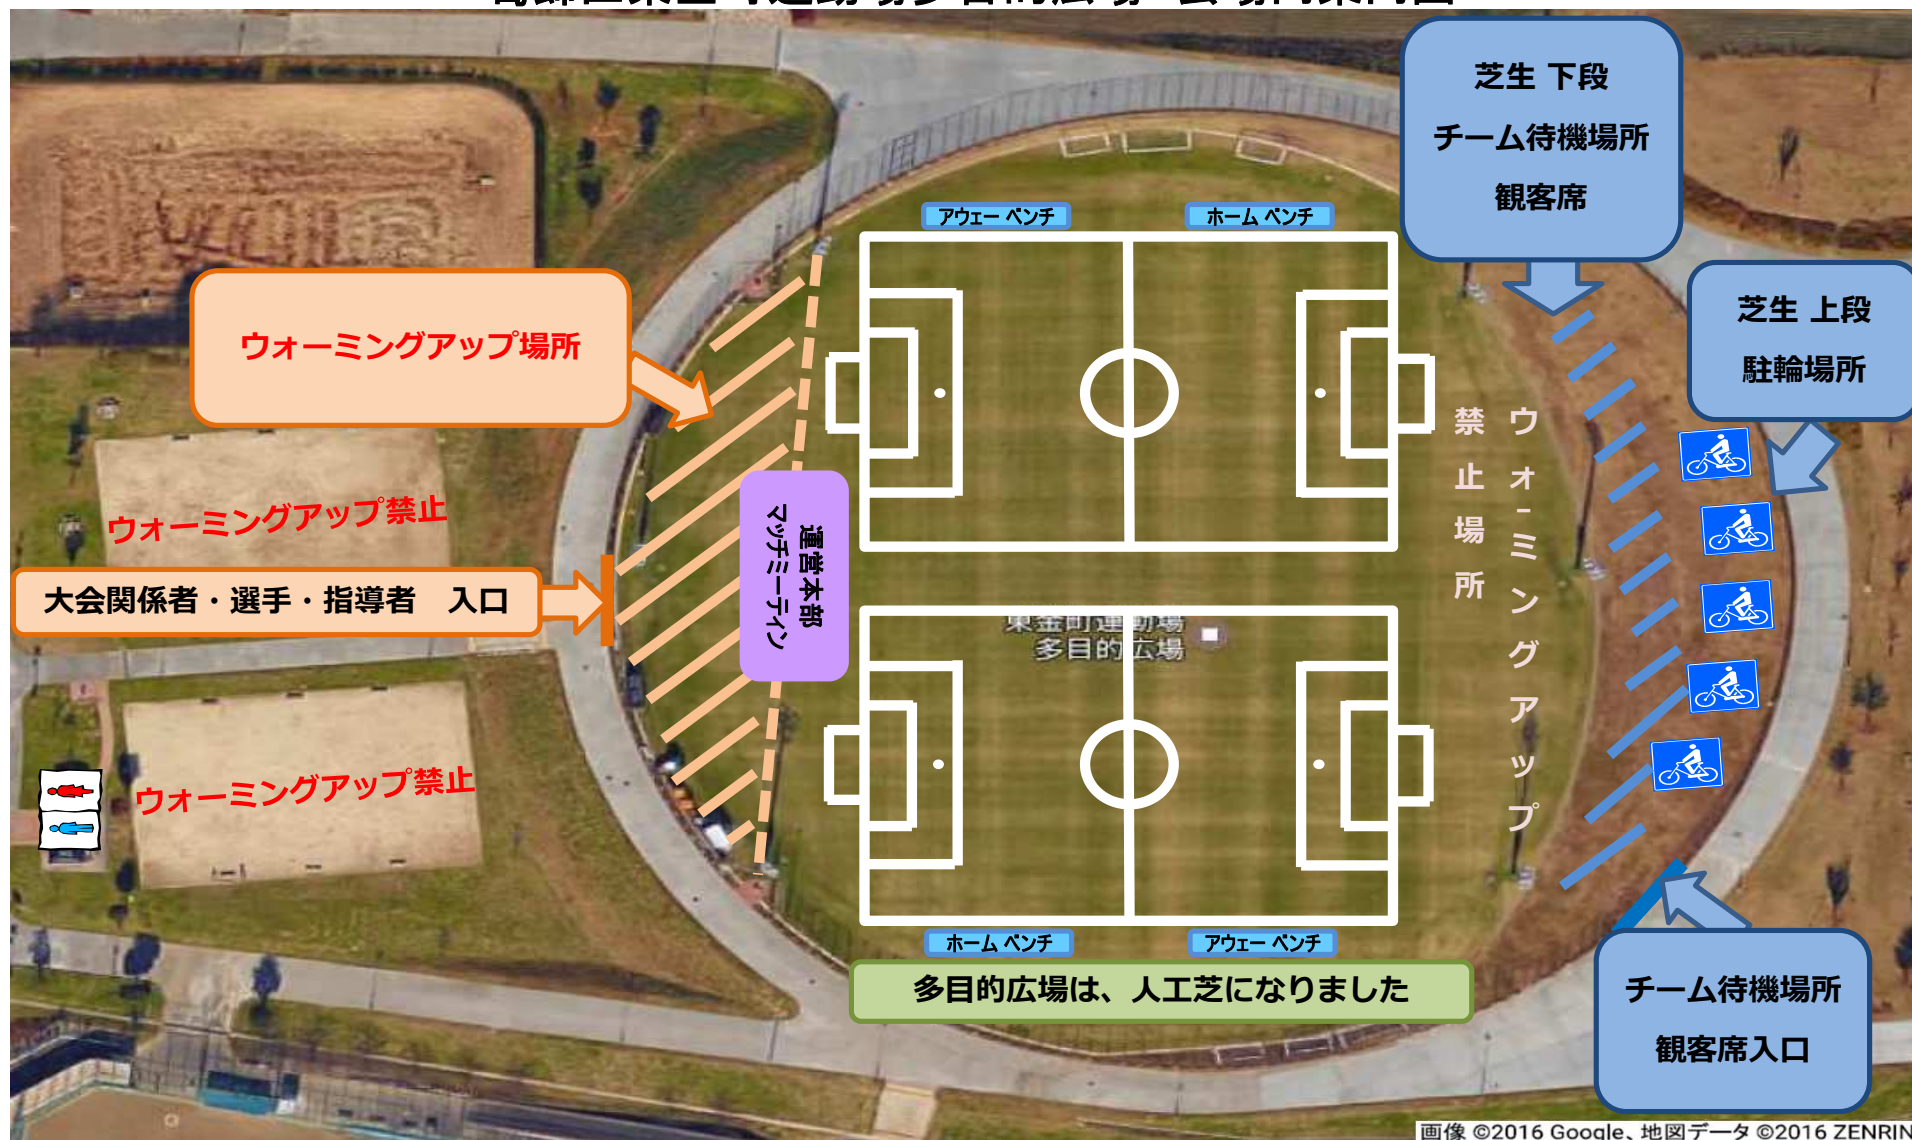 芝生 下段
チーム待機場所
観客席
アウェー ベンチ
ホーム ベンチ
芝生 上段
駐輪場所
ウォーミングアップ場所
ウォーミングアップ
禁止場所
ウォーミングアップ禁止
運営本部
マッチミーティン
大会関係者・選手・指導者　入口
東金町運動場
多目的広場
ウォーミングアップ禁止
ホーム ベンチ
アウェー ベンチ
多目的広場は、人工芝になりました
チーム待機場所
観客席入口
画像 ©2016 Google、地図データ ©2016 ZENRIN